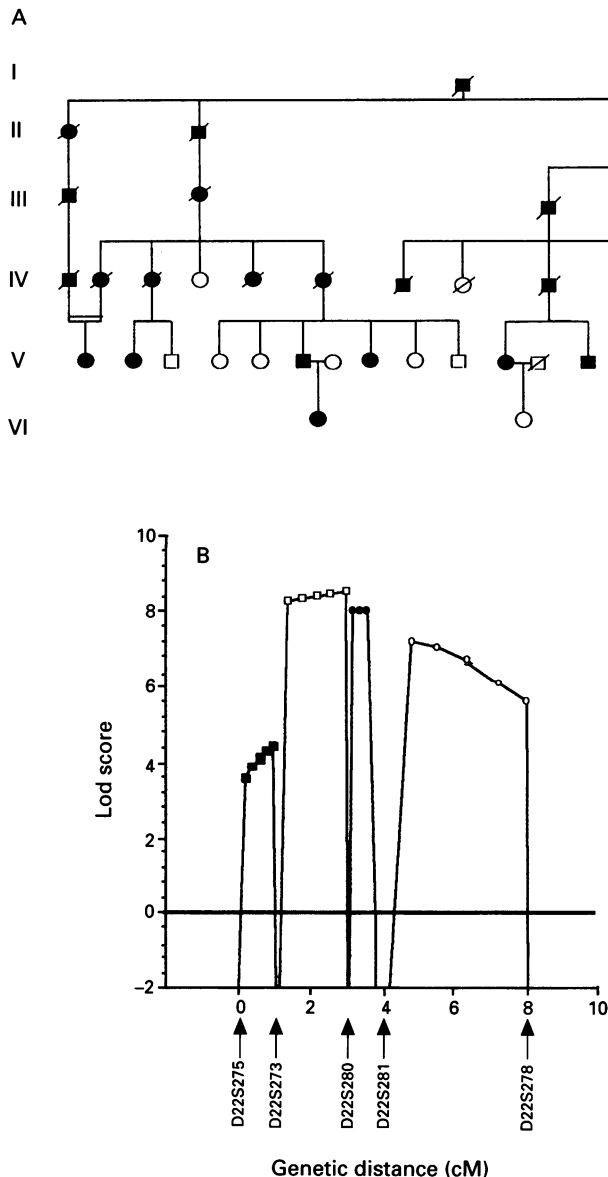 A
I
II
III
IV
V
VI
B
10
8
6
4
2
0
-2
Lod score
0 2 4 6 8 10
D22S275
D22S273
D22S280
D22S281
D22S278
Genetic distance (cM)